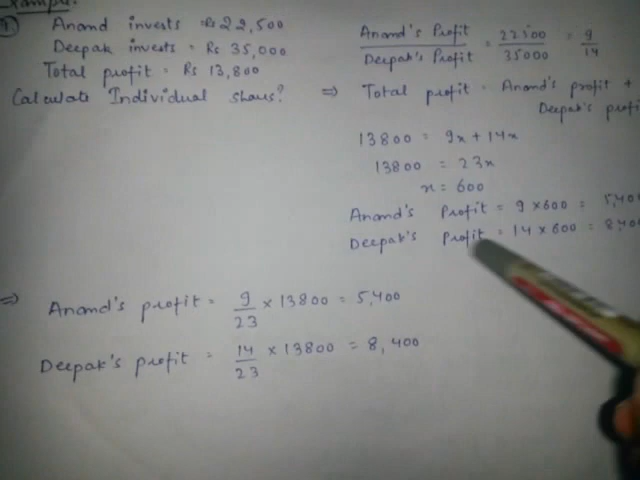 Example:
1) Anand invests = Rs 22,500
Deepak invests = Rs 35,000
Total profit = Rs 13,800
Calculate Individual shares?
Anand's Profit / Deepak's Profit = 22500 / 35000 = 9 / 14
⇒ Total profit = Anand's profit +
Deepak's profit
13800 = 9x + 14x
13800 = 23x
x = 600
Anand's Profit = 9 × 600 = 5,400
Deepak's Profit = 14 × 600 = 8,400
⇒ Anand's profit = 9/23 × 13800 = 5,400
Deepak's profit = 14/23 × 13800 = 8,400